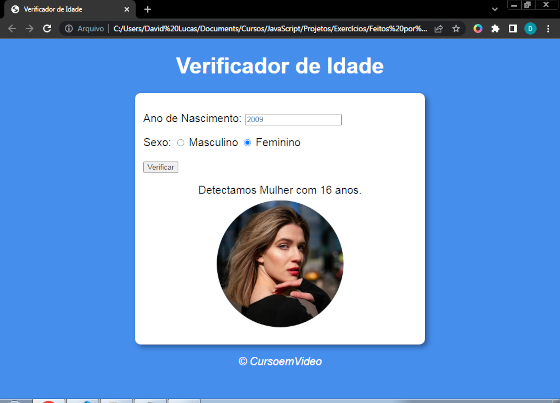 Verificador de Idade
Arquivo | C:/Users/David%20Lucas/Documents/Cursos/JavaScript/Projetos/Exercícios/Feitos%20por%...
D
Verificador de Idade
Ano de Nascimento: 2009
Sexo: Masculino Feminino
Verificar
Detectamos Mulher com 16 anos.
© CursoemVideo